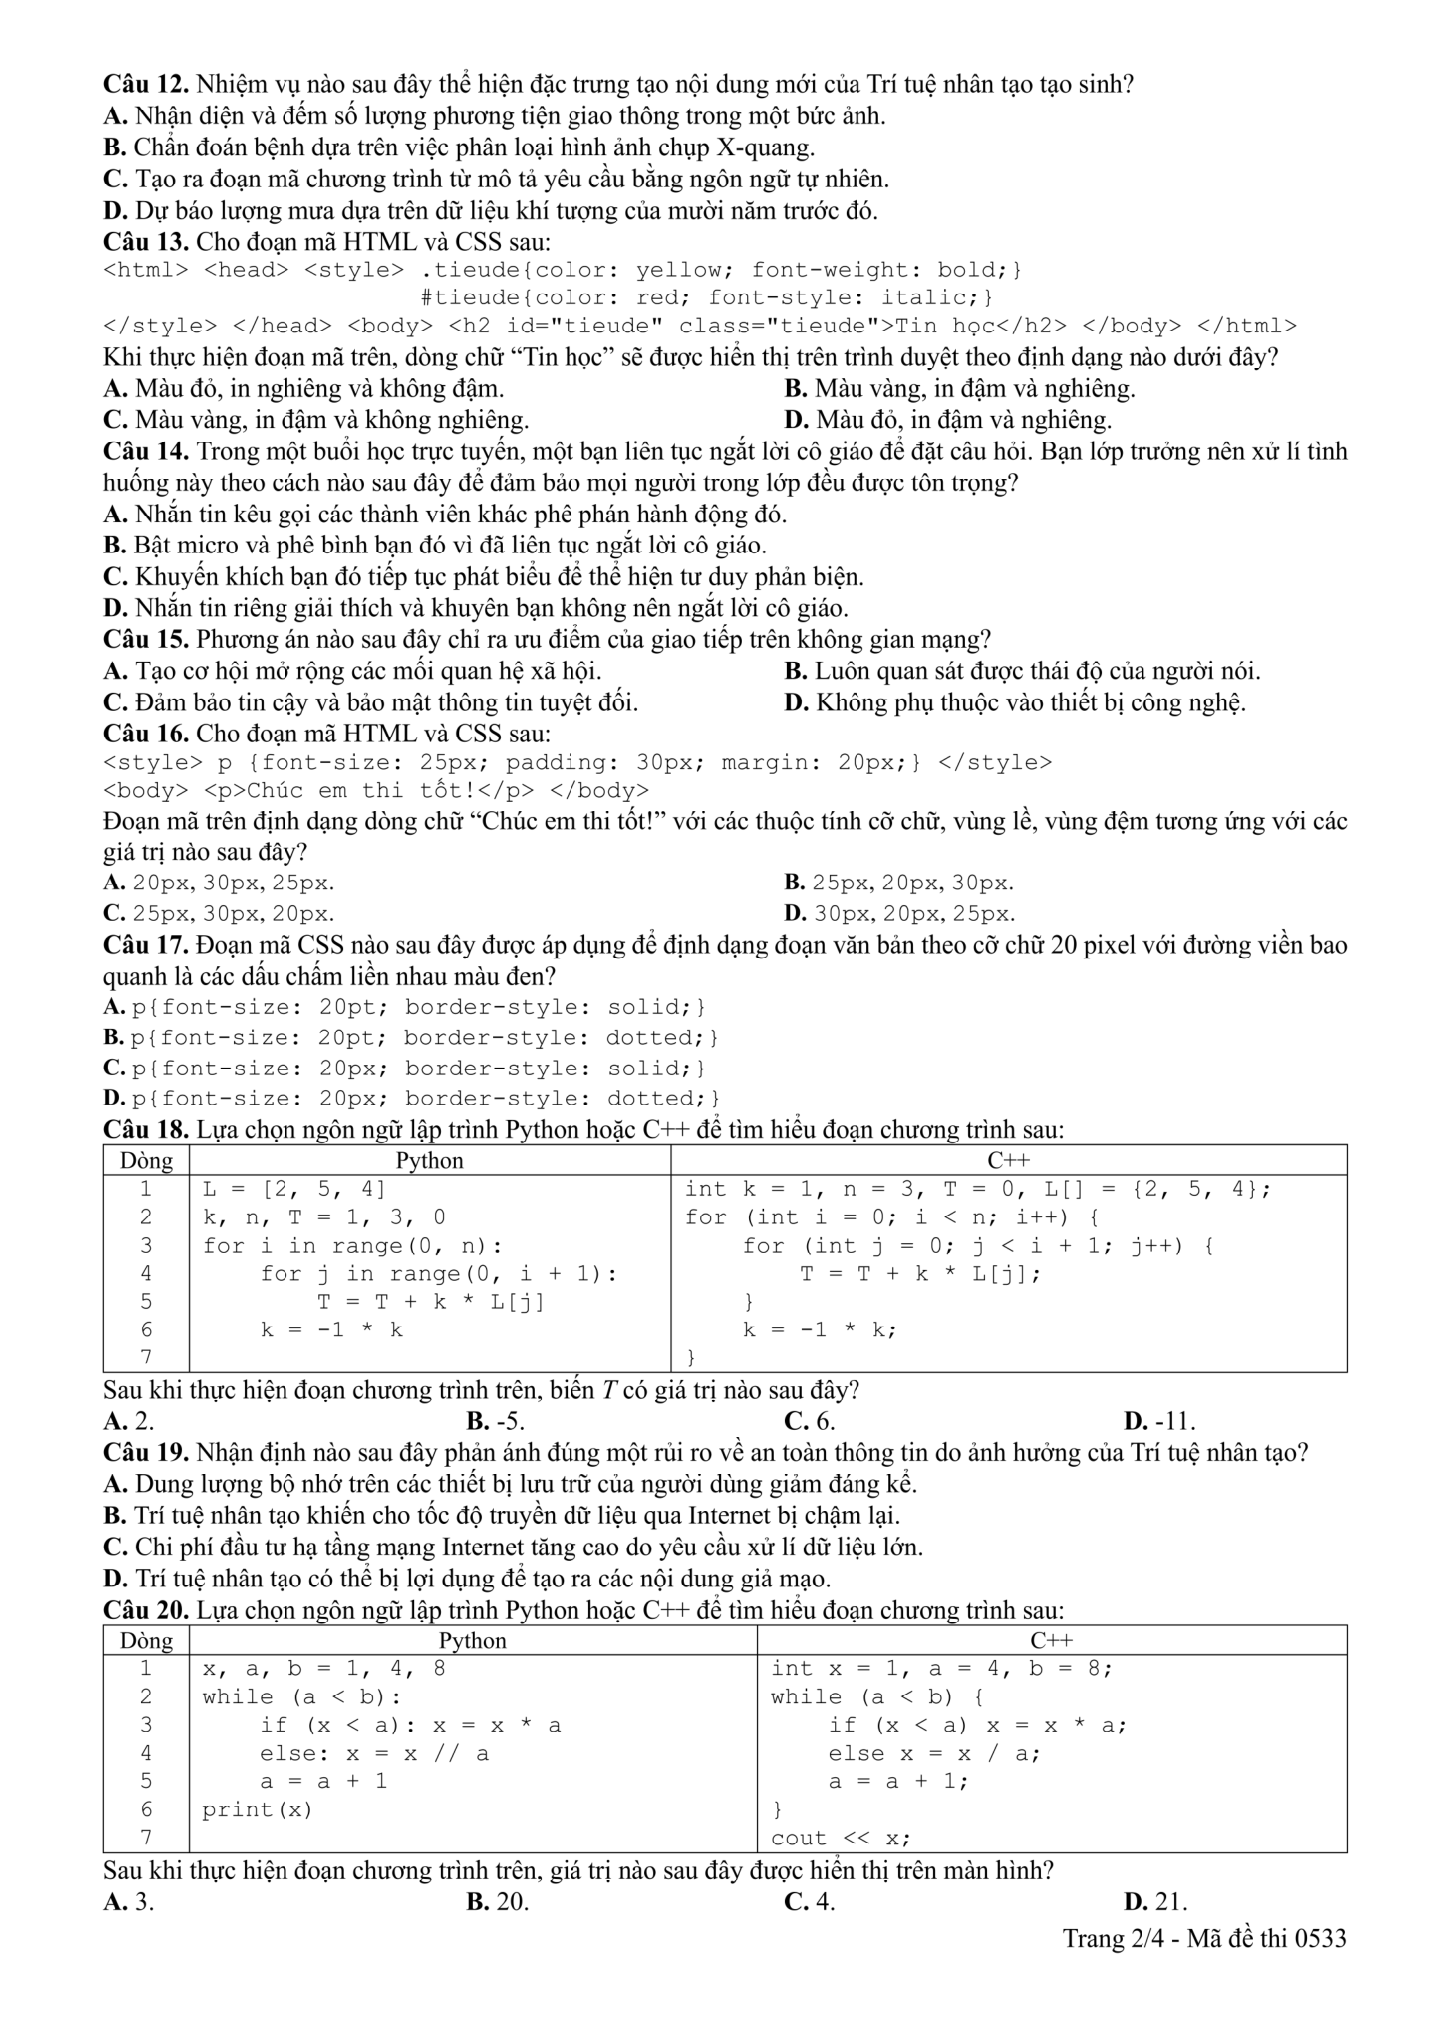 Câu 12. Nhiệm vụ nào sau đây thể hiện đặc trưng tạo nội dung mới của Trí tuệ nhân tạo tạo sinh?
A. Nhận diện và đếm số lượng phương tiện giao thông trong một bức ảnh.
B. Chẩn đoán bệnh dựa trên việc phân loại hình ảnh chụp X-quang.
C. Tạo ra đoạn mã chương trình từ mô tả yêu cầu bằng ngôn ngữ tự nhiên.
D. Dự báo lượng mưa dựa trên dữ liệu khí tượng của mười năm trước đó.
Câu 13. Cho đoạn mã HTML và CSS sau:
<html> <head> <style> .tieude{color: yellow; font-weight: bold;}
#tieude{color: red; font-style: italic;}
</style> </head> <body> <h2 id="tieude" class="tieude">Tin học</h2> </body> </html>
Khi thực hiện đoạn mã trên, dòng chữ “Tin học” sẽ được hiển thị trên trình duyệt theo định dạng nào dưới đây?
A. Màu đỏ, in nghiêng và không đậm. B. Màu vàng, in đậm và nghiêng.
C. Màu vàng, in đậm và không nghiêng. D. Màu đỏ, in đậm và nghiêng.
Câu 14. Trong một buổi học trực tuyến, một bạn liên tục ngắt lời cô giáo để đặt câu hỏi. Bạn lớp trưởng nên xử lí tình
huống này theo cách nào sau đây để đảm bảo mọi người trong lớp đều được tôn trọng?
A. Nhắn tin kêu gọi các thành viên khác phê phán hành động đó.
B. Bật micro và phê bình bạn đó vì đã liên tục ngắt lời cô giáo.
C. Khuyến khích bạn đó tiếp tục phát biểu để thể hiện tư duy phản biện.
D. Nhắn tin riêng giải thích và khuyên bạn không nên ngắt lời cô giáo.
Câu 15. Phương án nào sau đây chỉ ra ưu điểm của giao tiếp trên không gian mạng?
A. Tạo cơ hội mở rộng các mối quan hệ xã hội. B. Luôn quan sát được thái độ của người nói.
C. Đảm bảo tin cậy và bảo mật thông tin tuyệt đối. D. Không phụ thuộc vào thiết bị công nghệ.
Câu 16. Cho đoạn mã HTML và CSS sau:
<style> p {font-size: 25px; padding: 30px; margin: 20px;} </style>
<body> <p>Chúc em thi tốt!</p> </body>
Đoạn mã trên định dạng dòng chữ “Chúc em thi tốt!” với các thuộc tính cỡ chữ, vùng lề, vùng đệm tương ứng với các
giá trị nào sau đây?
A. 20px, 30px, 25px. B. 25px, 20px, 30px.
C. 25px, 30px, 20px. D. 30px, 20px, 25px.
Câu 17. Đoạn mã CSS nào sau đây được áp dụng để định dạng đoạn văn bản theo cỡ chữ 20 pixel với đường viền bao
quanh là các dấu chấm liền nhau màu đen?
A. p{font-size: 20pt; border-style: solid;}
B. p{font-size: 20pt; border-style: dotted;}
C. p{font-size: 20px; border-style: solid;}
D. p{font-size: 20px; border-style: dotted;}
Câu 18. Lựa chọn ngôn ngữ lập trình Python hoặc C++ để tìm hiểu đoạn chương trình sau:
Dòng Python C++
1 L = [2, 5, 4] int k = 1, n = 3, T = 0, L[] = {2, 5, 4};
2 k, n, T = 1, 3, 0 for (int i = 0; i < n; i++) {
3 for i in range(0, n): for (int j = 0; j < i + 1; j++) {
4 for j in range(0, i + 1): T = T + k * L[j];
5 T = T + k * L[j] }
6 k = -1 * k k = -1 * k;
7 }
Sau khi thực hiện đoạn chương trình trên, biến T có giá trị nào sau đây?
A. 2. B. -5. C. 6. D. -11.
Câu 19. Nhận định nào sau đây phản ánh đúng một rủi ro về an toàn thông tin do ảnh hưởng của Trí tuệ nhân tạo?
A. Dung lượng bộ nhớ trên các thiết bị lưu trữ của người dùng giảm đáng kể.
B. Trí tuệ nhân tạo khiến cho tốc độ truyền dữ liệu qua Internet bị chậm lại.
C. Chi phí đầu tư hạ tầng mạng Internet tăng cao do yêu cầu xử lí dữ liệu lớn.
D. Trí tuệ nhân tạo có thể bị lợi dụng để tạo ra các nội dung giả mạo.
Câu 20. Lựa chọn ngôn ngữ lập trình Python hoặc C++ để tìm hiểu đoạn chương trình sau:
Dòng Python C++
1 x, a, b = 1, 4, 8 int x = 1, a = 4, b = 8;
2 while (a < b): while (a < b) {
3 if (x < a): x = x * a if (x < a) x = x * a;
4 else: x = x // a else x = x / a;
5 a = a + 1 a = a + 1;
6 print(x) }
7 cout << x;
Sau khi thực hiện đoạn chương trình trên, giá trị nào sau đây được hiển thị trên màn hình?
A. 3. B. 20. C. 4. D. 21.
Trang 2/4 - Mã đề thi 0533